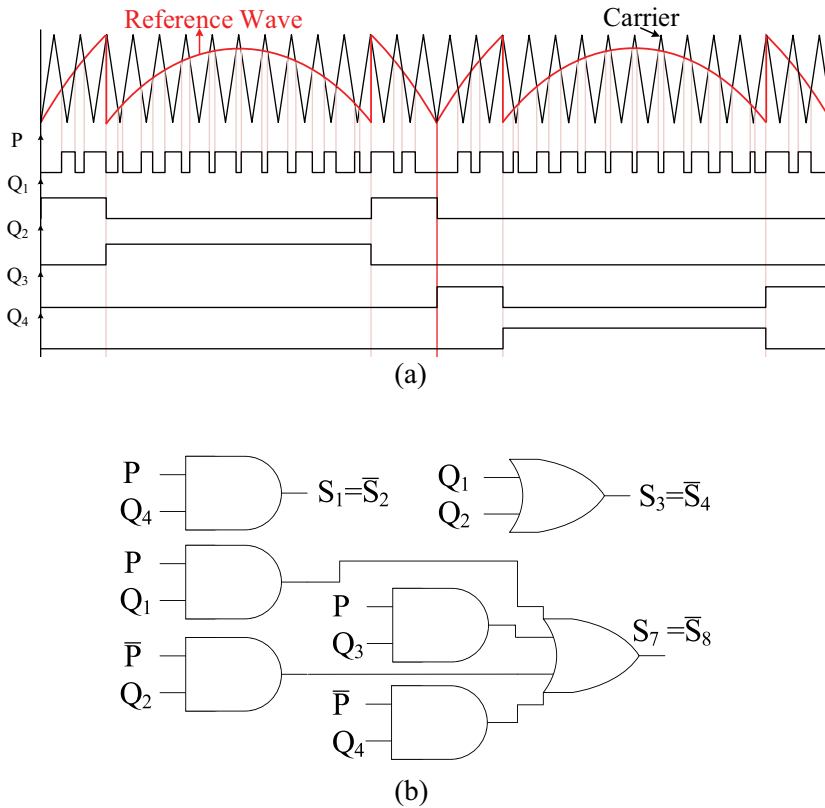 Reference Wave
Carrier
P
Q₁
Q₂
Q₃
Q₄
(a)
P
Q₄
S₁=S̅₂
Q₁
Q₂
S₃=S̅₄
P
Q₁
P
Q₃
P̅
Q₂
P̅
Q₄
S₇=S̅₈
(b)